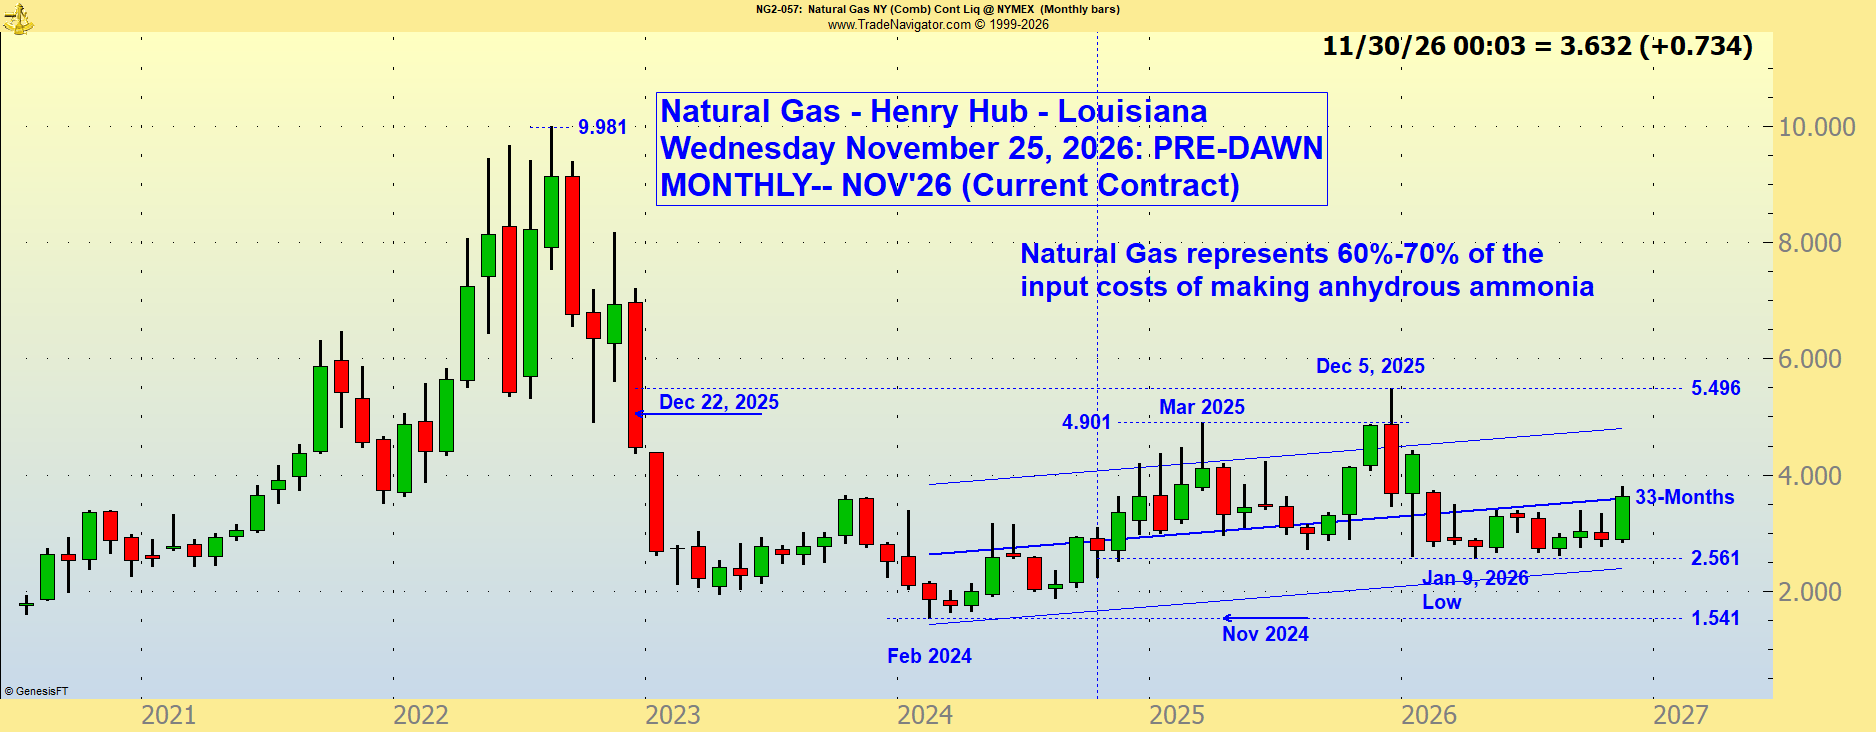 NG2-057: Natural Gas NY (Comb) Cont Liq @ NYMEX (Monthly bars)
www.TradeNavigator.com © 1999-2026
11/30/26 00:03 = 3.632 (+0.734)
Natural Gas - Henry Hub - Louisiana
Wednesday November 25, 2026: PRE-DAWN
MONTHLY-- NOV'26 (Current Contract)
9.981
10.000
Natural Gas represents 60%-70% of the
input costs of making anhydrous ammonia
8.000
6.000
Dec 5, 2025
5.496
Dec 22, 2025
Mar 2025
4.901
4.000
33-Months
2.561
Jan 9, 2026
Low
2.000
1.541
Nov 2024
Feb 2024
© GenesisFT
2021 2022 2023 2024 2025 2026 2027